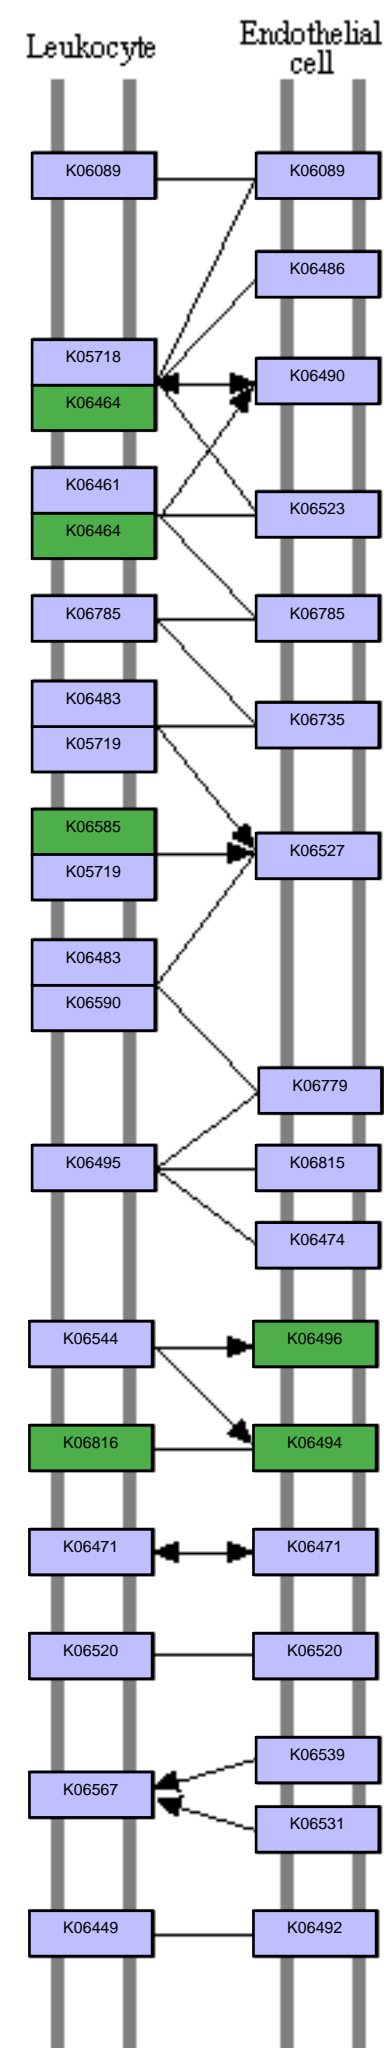 Leukocyte
Endothelial
cell
K06089
K06089
K06486
K05718
K06490
K06464
K06461
K06523
K06464
K06785
K06785
K06483
K06735
K05719
K06585
K06527
K05719
K06483
K06590
K06779
K06495
K06815
K06474
K06544
K06496
K06816
K06494
K06471
K06471
K06520
K06520
K06539
K06567
K06531
K06449
K06492